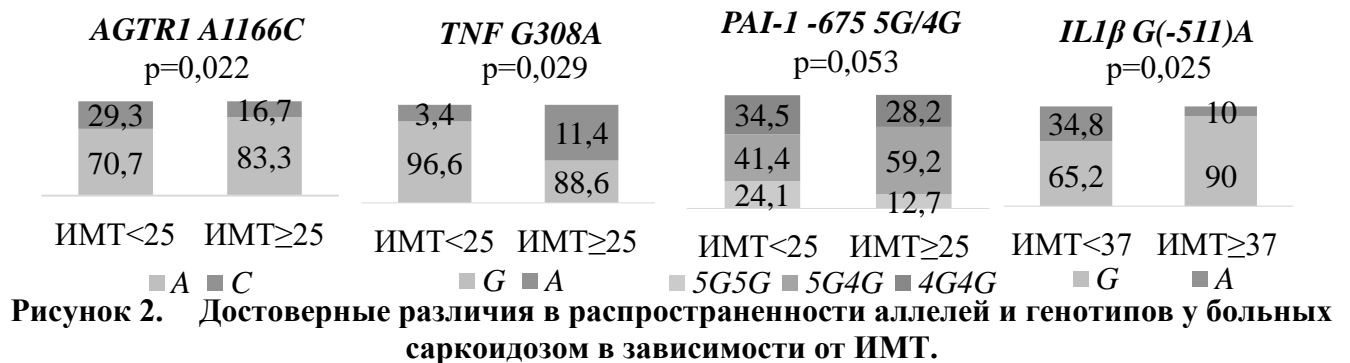 AGTR1 A1166C
p=0,022
29,3 16,7
70,7 83,3
ИМТ<25 ИМТ≥25
A C
TNF G308A
p=0,029
3,4 11,4
96,6 88,6
ИМТ<25 ИМТ≥25
G A
PAI-1 -675 5G/4G
p=0,053
34,5 28,2
41,4 59,2
24,1 12,7
ИМТ<25 ИМТ≥25
5G5G 5G4G 4G4G
IL1β G(-511)A
p=0,025
34,8 10
65,2 90
ИМТ<37 ИМТ≥37
G A
Рисунок 2. Достоверные различия в распространенности аллелей и генотипов у больных
саркоидозом в зависимости от ИМТ.